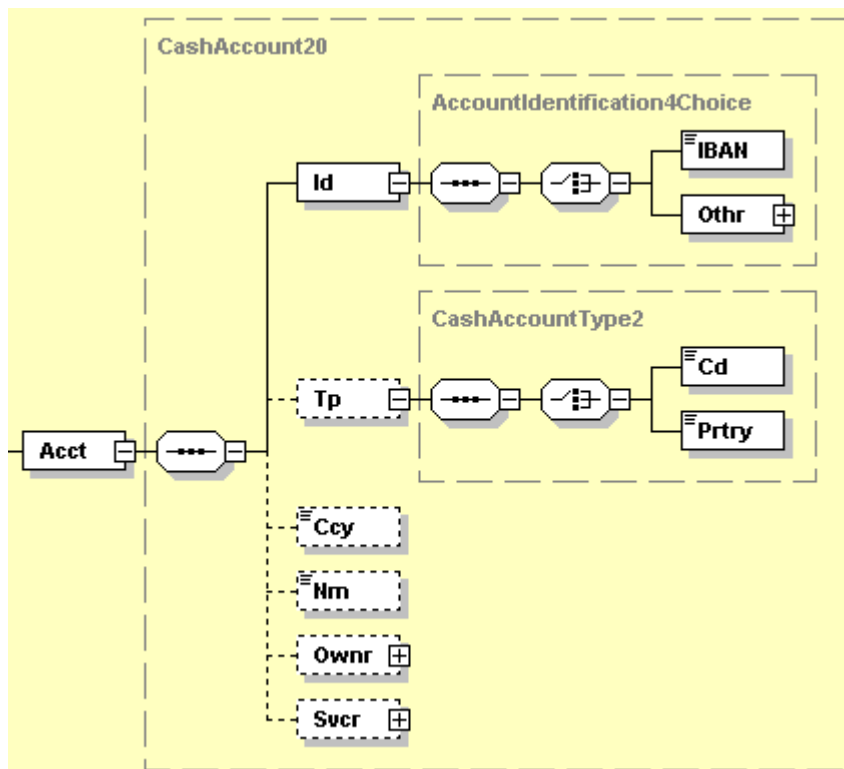 CashAccount20
AccountIdentification4Choice
IBAN
Id
Othr
CashAccountType2
Cd
Tp
Prtry
Acct
Ccy
Nm
Ownr
Svcr